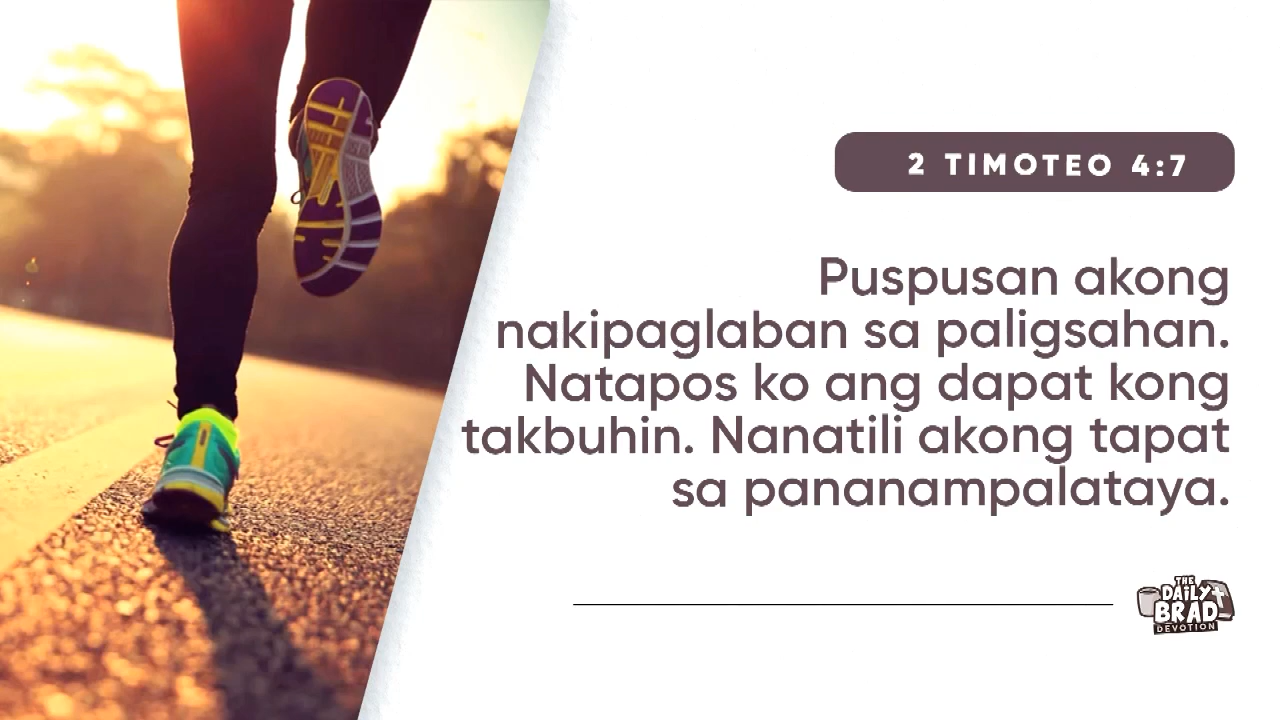 2 TIMOTEO 4:7
Puspusan akong
nakipaglaban sa paligsahan.
Natapos ko ang dapat kong
takbuhin. Nanatili akong tapat
sa pananampalataya.
THE
DAILY
BRAD
DEVOTION